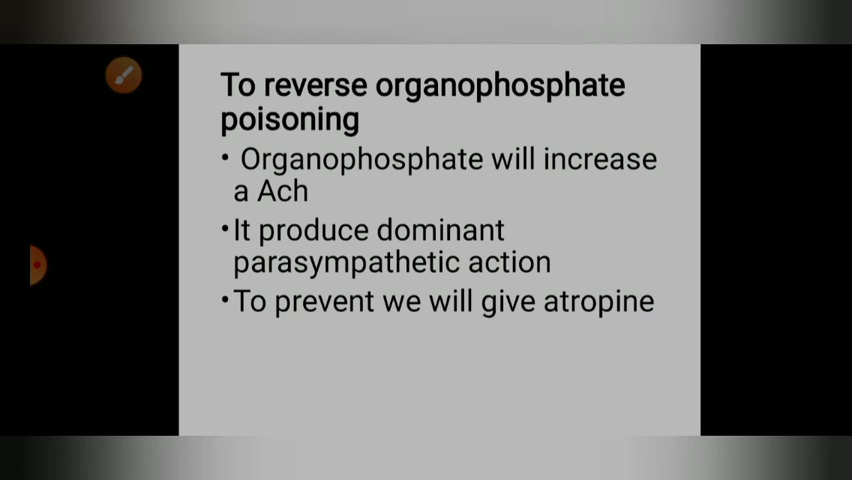 To reverse organophosphate
poisoning
• Organophosphate will increase
a Ach
•It produce dominant
parasympathetic action
•To prevent we will give atropine